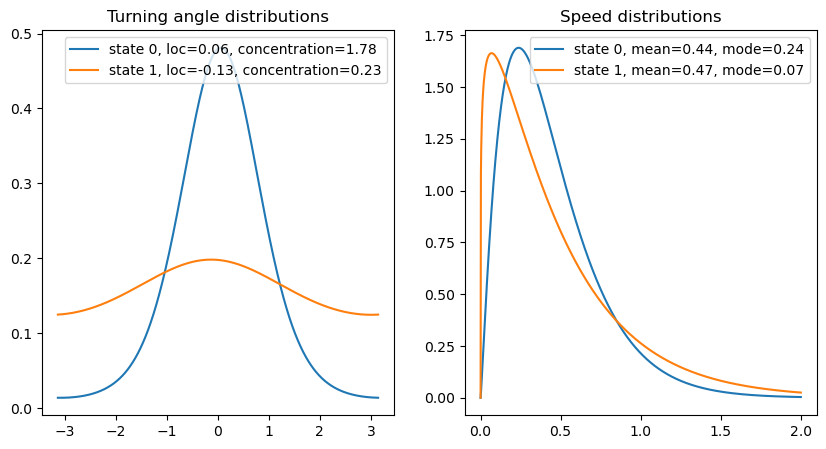 Turning angle distributions
state 0, loc=0.06, concentration=1.78
state 1, loc=-0.13, concentration=0.23
0.5
0.4
0.3
0.2
0.1
0.0
−3 −2 −1 0 1 2 3
Speed distributions
state 0, mean=0.44, mode=0.24
state 1, mean=0.47, mode=0.07
1.75
1.50
1.25
1.00
0.75
0.50
0.25
0.00
0.0 0.5 1.0 1.5 2.0